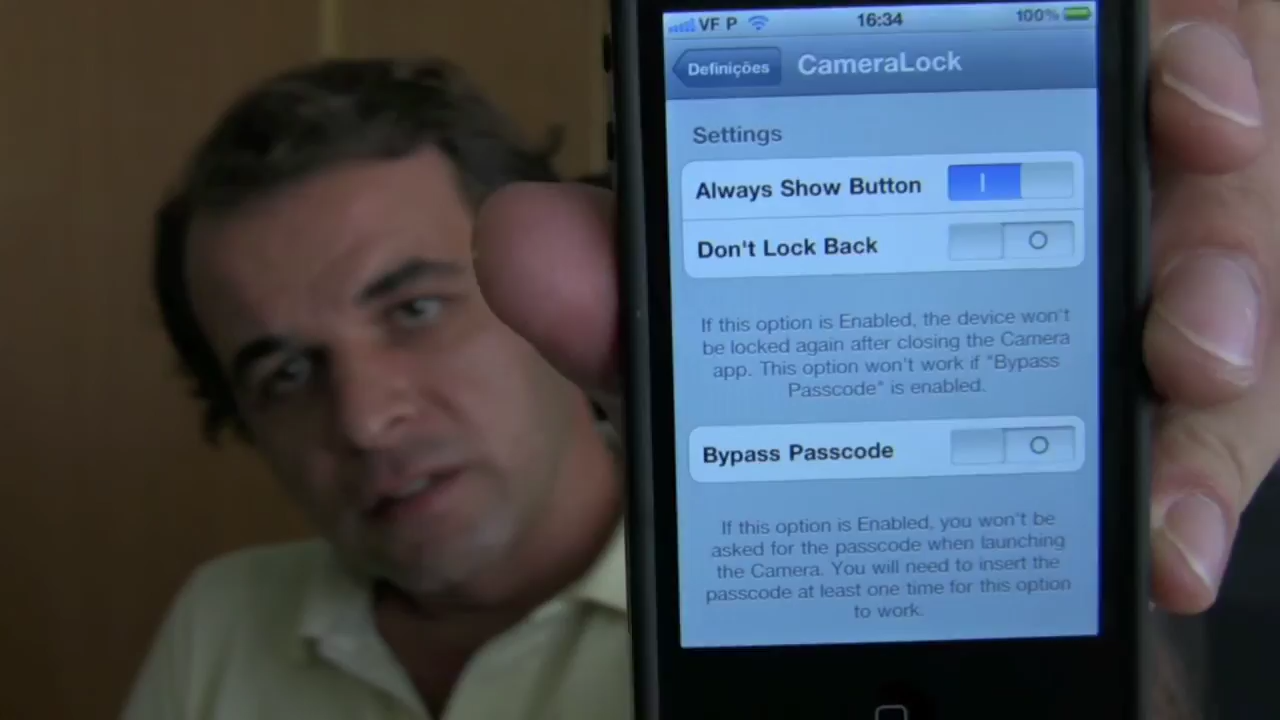 VF P 16:34 100%
Definições CameraLock
Settings
Always Show Button
Don't Lock Back
If this option is Enabled, the device won't
be locked again after closing the Camera
app. This option won't work if "Bypass
Passcode" is enabled.
Bypass Passcode
If this option is Enabled, you won't be
asked for the passcode when launching
the Camera. You will need to insert the
passcode at least one time for this option
to work.